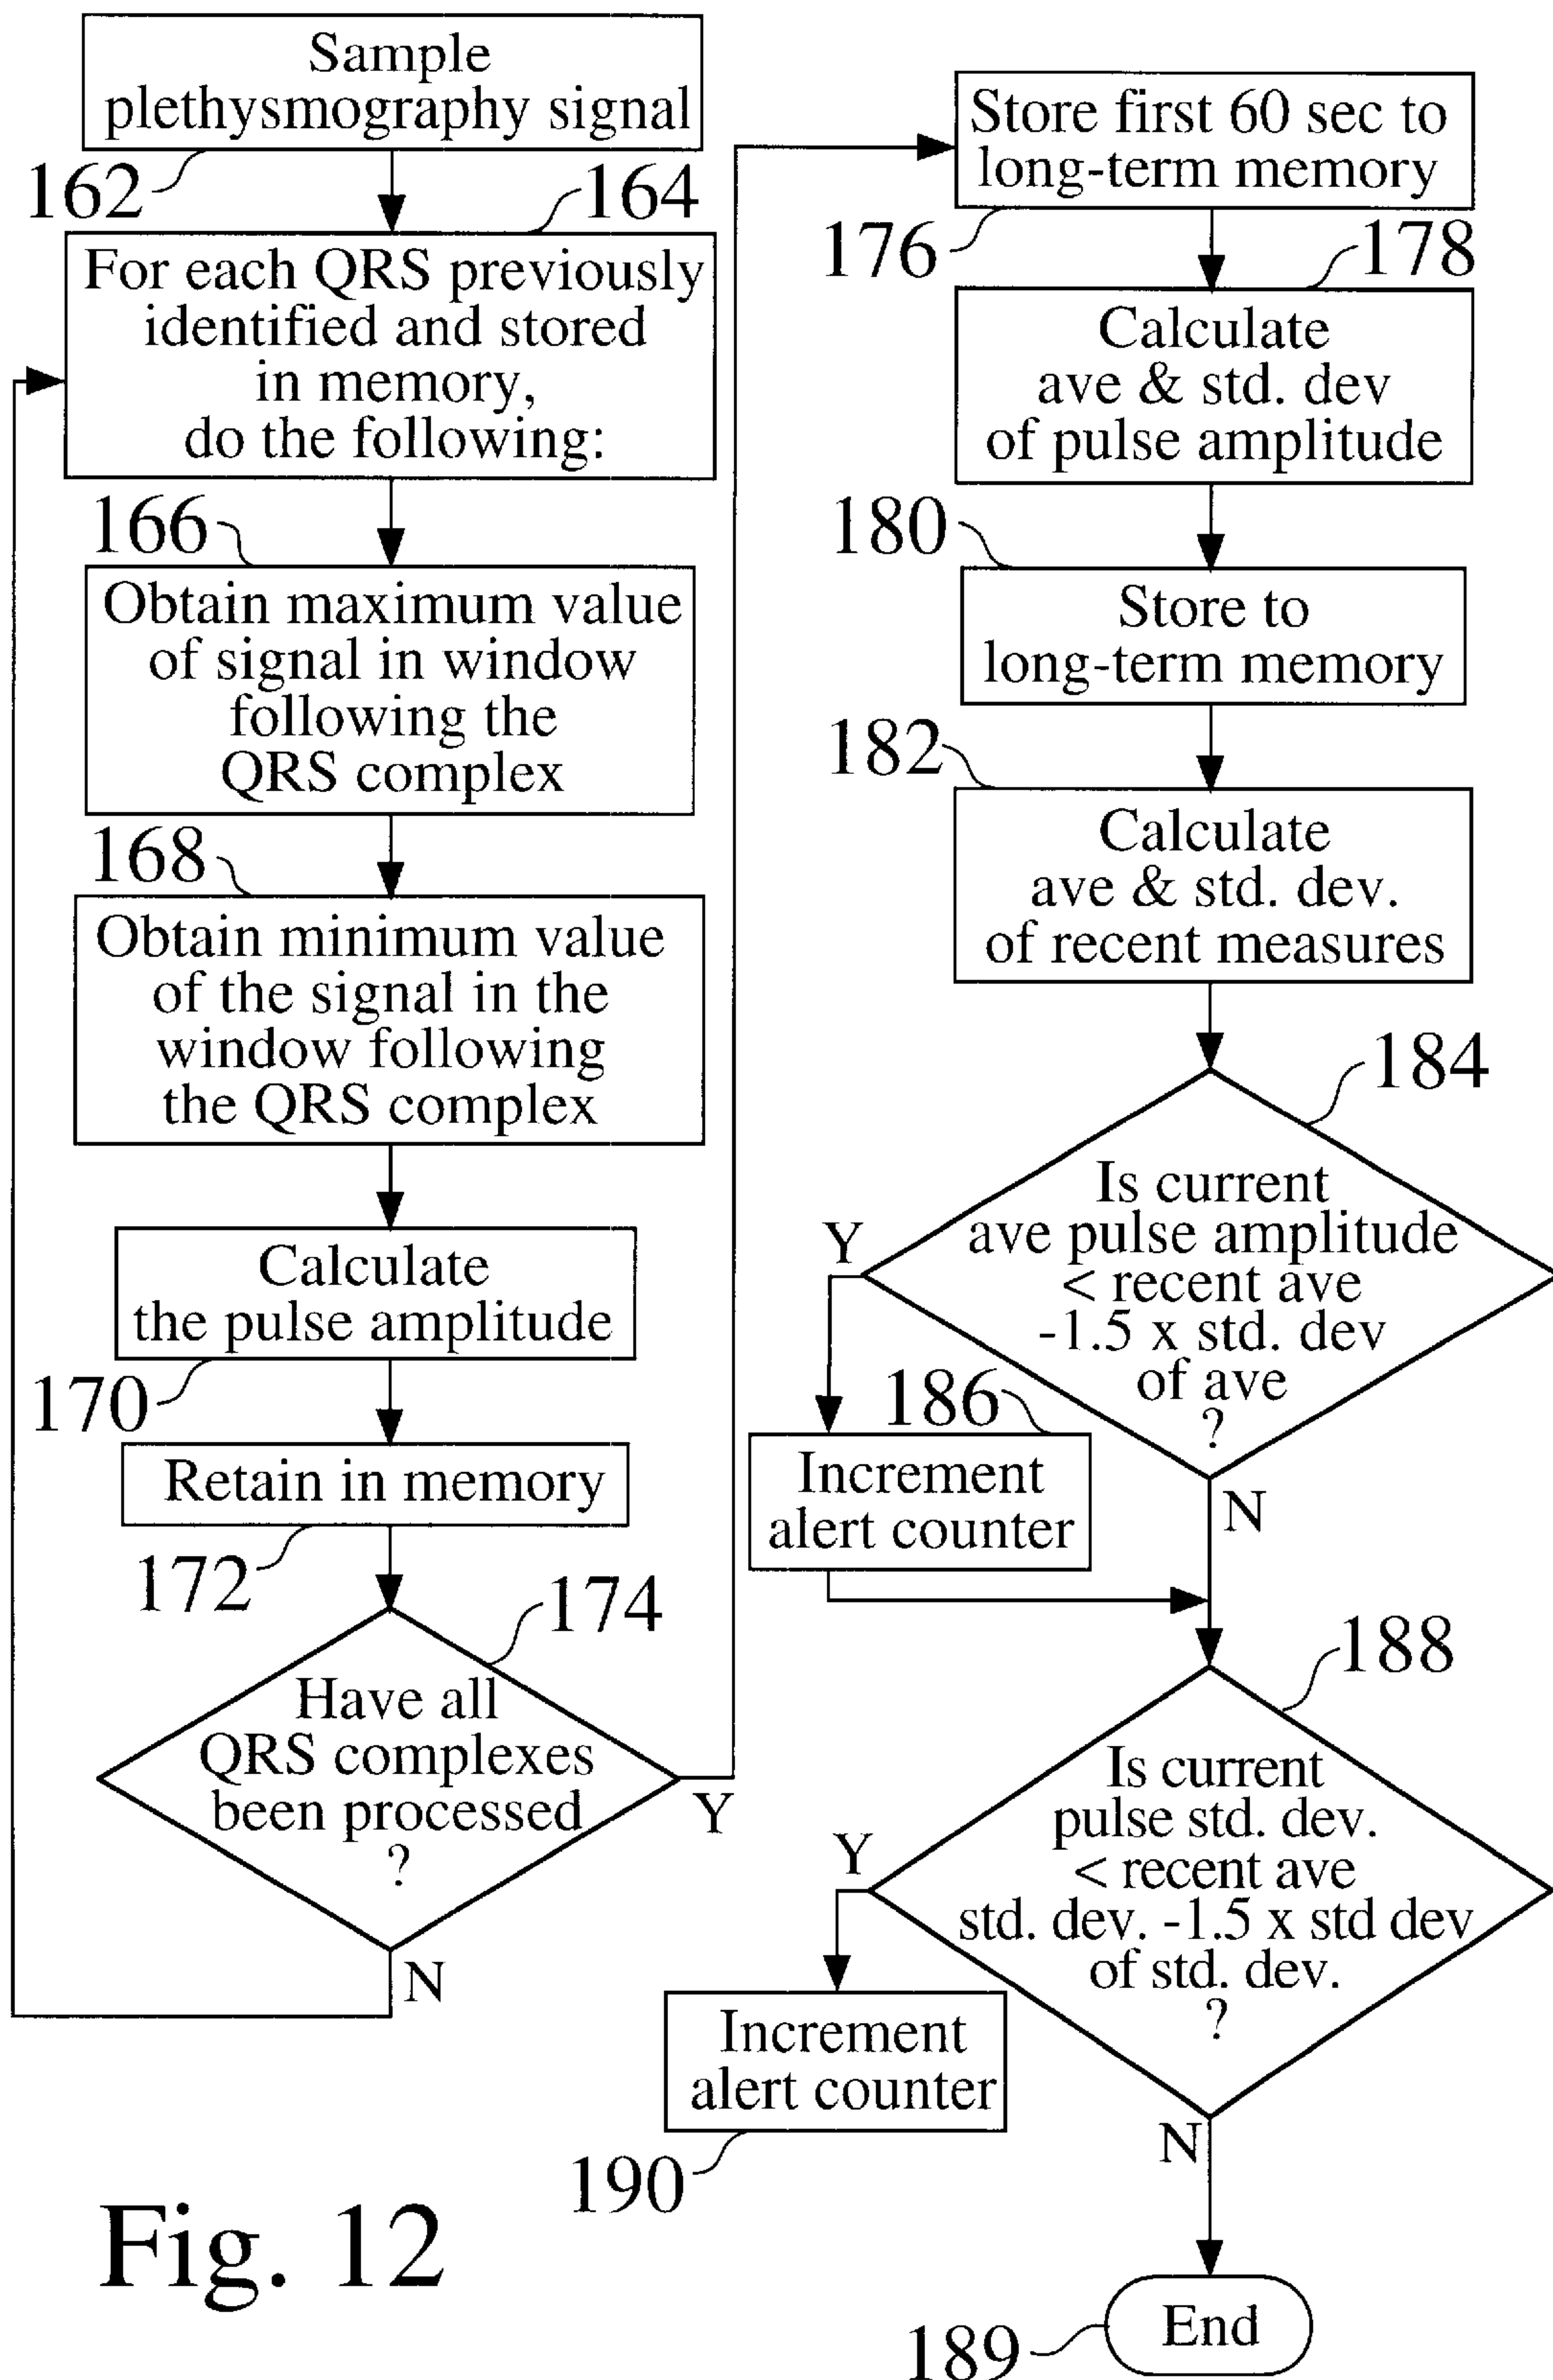 Sample
plethysmography signal
162
164
For each QRS previously
identified and stored
in memory,
do the following:
166
Obtain maximum value
of signal in window
following the
QRS complex
168
Obtain minimum value
of the signal in the
window following
the QRS complex
Calculate
the pulse amplitude
170
Retain in memory
172
174
Have all
QRS complexes
been processed
?
Y
N
Store first 60 sec to
long-term memory
176
178
Calculate
ave & std. dev
of pulse amplitude
180
Store to
long-term memory
182
Calculate
ave & std. dev.
of recent measures
184
Is current
ave pulse amplitude
< recent ave
-1.5 x std. dev
of ave
?
Y
186
Increment
alert counter
N
188
Is current
pulse std. dev.
< recent ave
std. dev. -1.5 x std dev
of std. dev.
?
Y
Increment
alert counter
190
N
End
189
Fig. 12